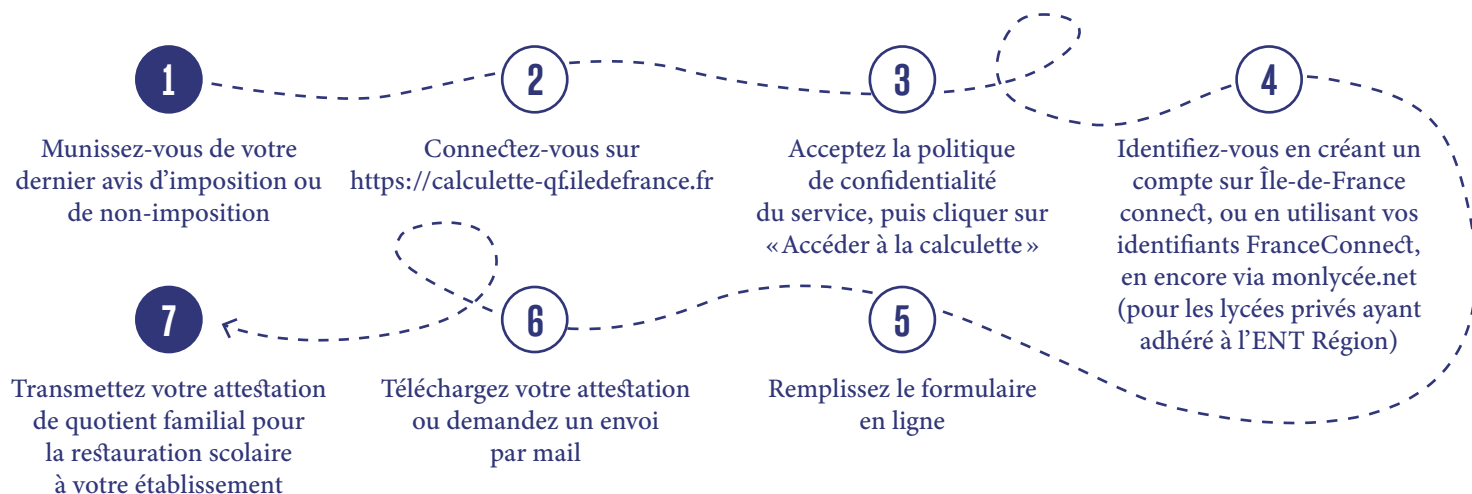 1
Munissez-vous de votre
dernier avis d'imposition ou
de non-imposition
2
Connectez-vous sur
https://calculette-qf.iledefrance.fr
3
Acceptez la politique
de confidentialité
du service, puis cliquer sur
«Accéder à la calculette»
4
Identifiez-vous en créant un
compte sur Île-de-France
connect, ou en utilisant vos
identifiants FranceConnect,
en encore via monlycée.net
(pour les lycées privés ayant
adhéré à l'ENT Région)
5
Remplissez le formulaire
en ligne
6
Téléchargez votre attestation
ou demandez un envoi
par mail
7
Transmettez votre attestation
de quotient familial pour
la restauration scolaire
à votre établissement